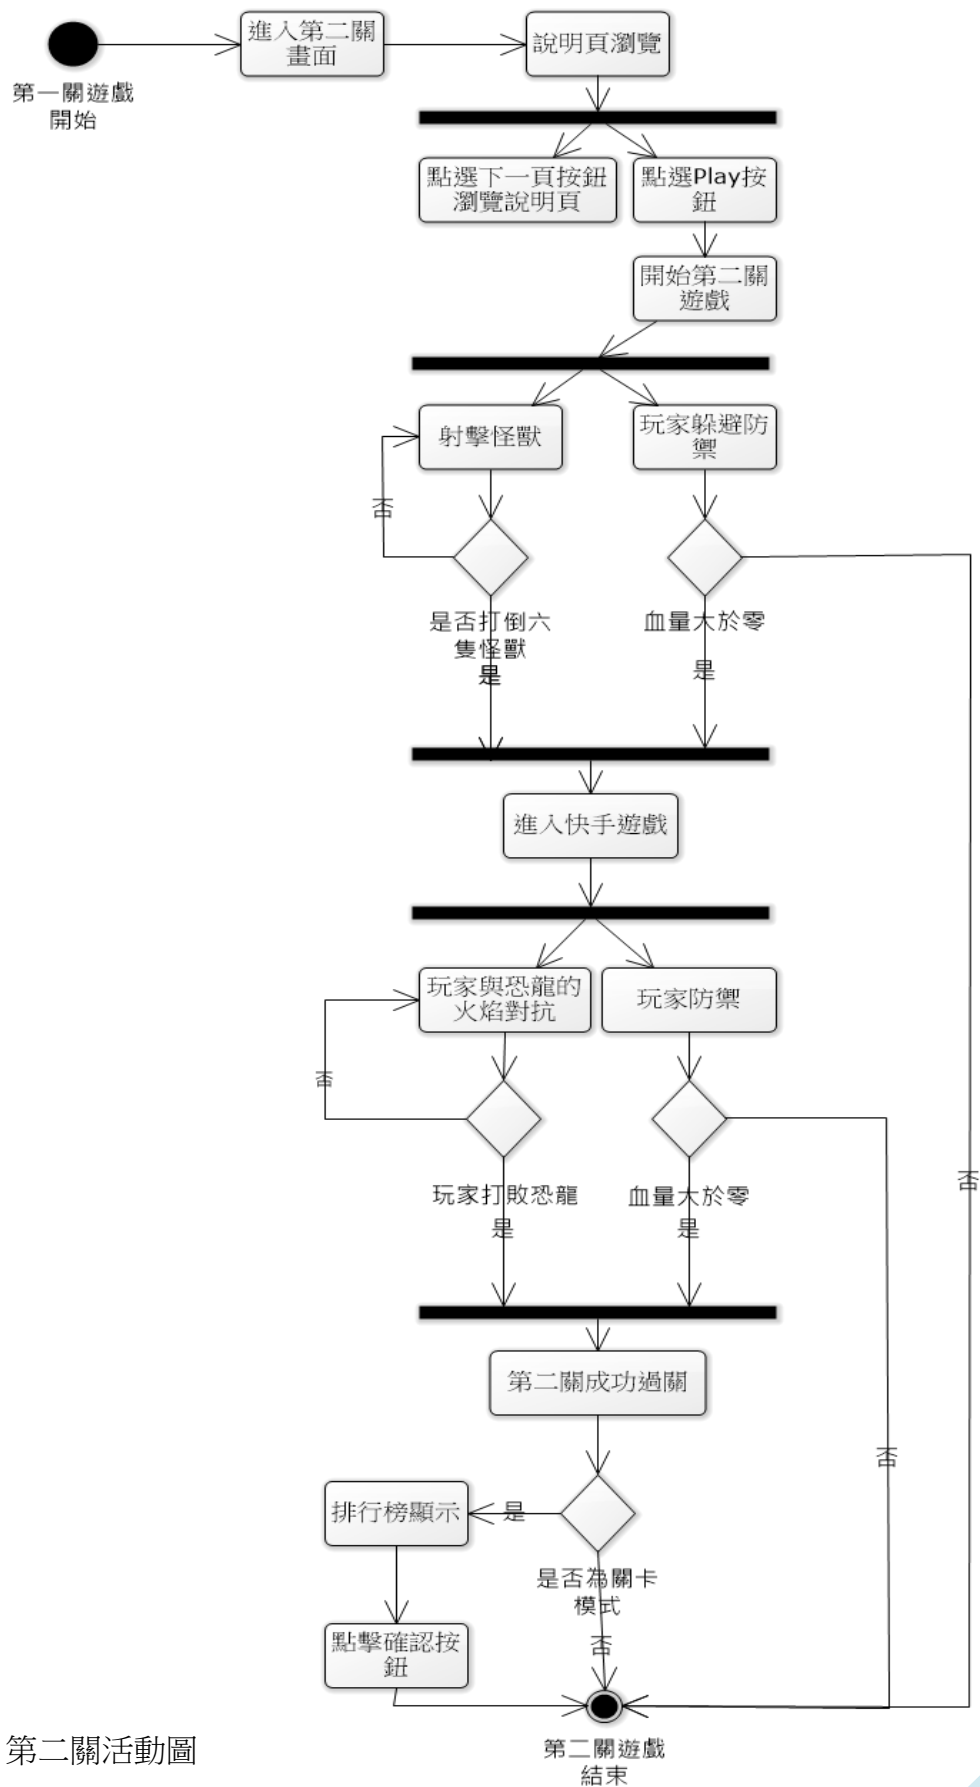 進入第二關
畫面
說明頁瀏覽
第一關遊戲
開始
點選下一頁按鈕
瀏覽說明頁
點選Play按
鈕
開始第二關
遊戲
射擊怪獸
玩家躲避防
禦
否
是否打倒六
隻怪獸
是
血量大於零
是
進入快手遊戲
玩家與恐龍的
火焰對抗
玩家防禦
否
玩家打敗恐龍
是
血量大於零
是
否
第二關成功過關
否
排行榜顯示
是
是否為關卡
模式
否
點擊確認按
鈕
第二關遊戲
結束
第二關活動圖